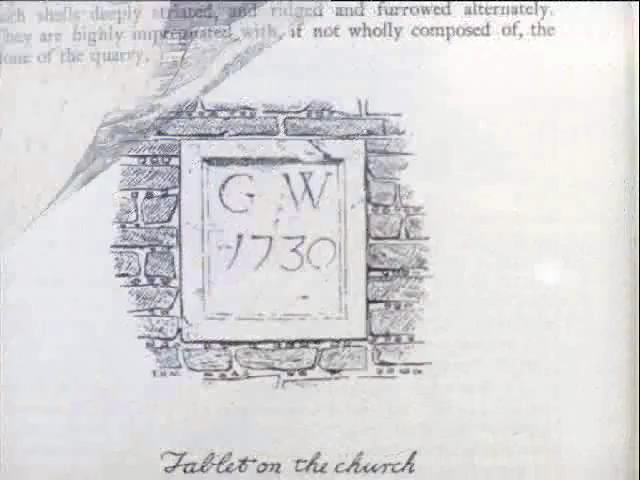 such shells deeply striated, and ridged and furrowed alternately.
They are highly impregnated with, if not wholly composed of, the
stone of the quarry.
G W
1730
Tablet on the church